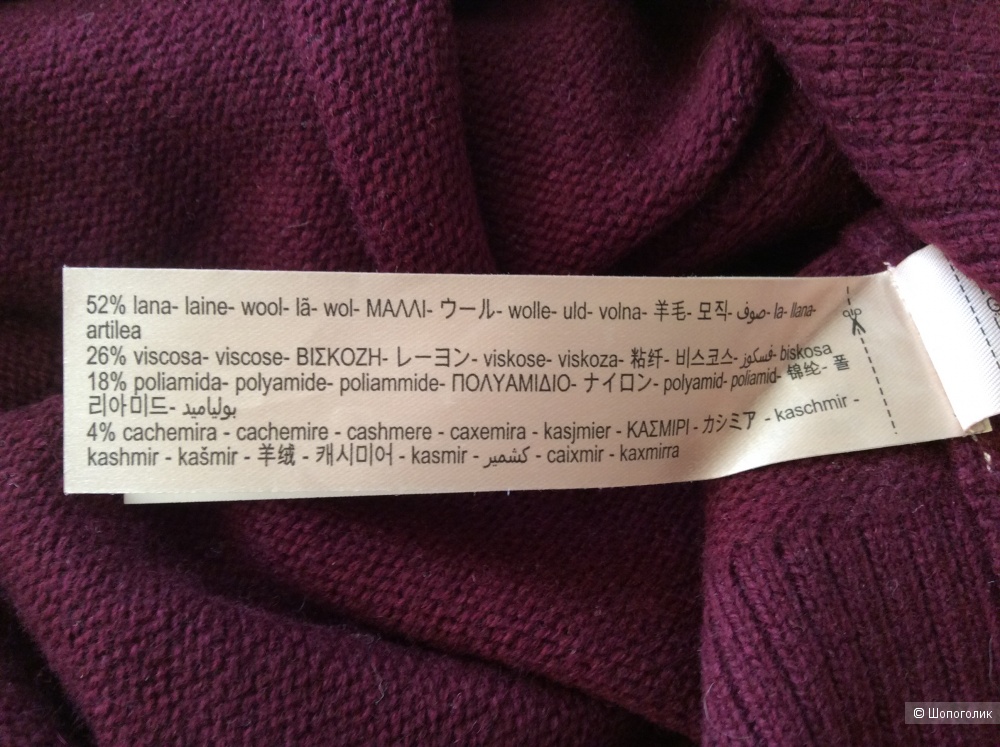 52% lana- laine- wool- lã- wol- ΜΑΛΛΙ- ウール- wolle- uld- volna- 羊毛- 모직- صوف- la- llana-
artilea
26% viscosa- viscose- ΒΙΣΚΟΖΗ- レーヨン- viskose- viskoza- 粘纤- 비스코스- فسكوز- biskosa
18% poliamida- polyamide- poliammide- ΠΟΛΥΑΜΙΔΙΟ- ナイロン- polyamid- poliamid- 锦纶- 폴
리아미드- بولياميد
4% cachemira - cachemire - cashmere - caxemira - kasjmier - ΚΑΣΜΙΡΙ - カシミア - kaschmir -
kashmir - kašmir - 羊绒 - 캐시미어 - kasmir - كشمير - caixmir - kaxmirra
© Шопоголик